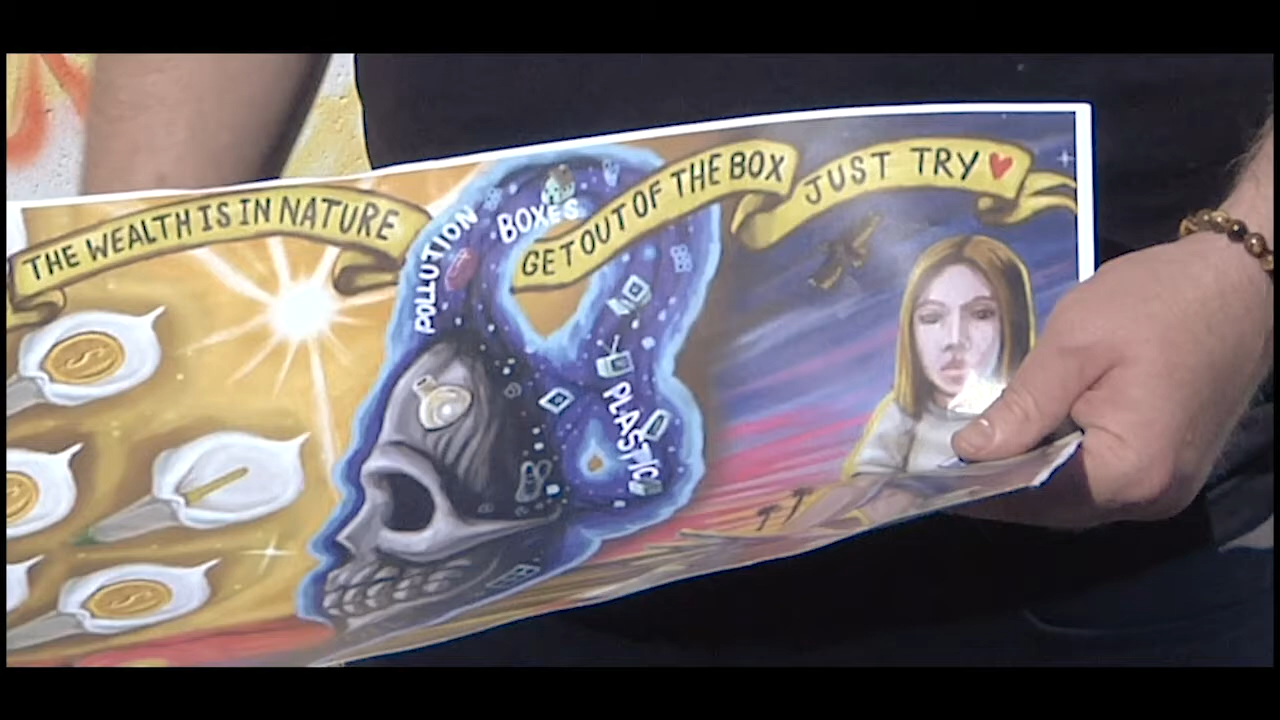 THE WEALTH IS IN NATURE
POLLUTION
BOXES
GET OUT OF THE BOX
JUST TRY
PLASTIC